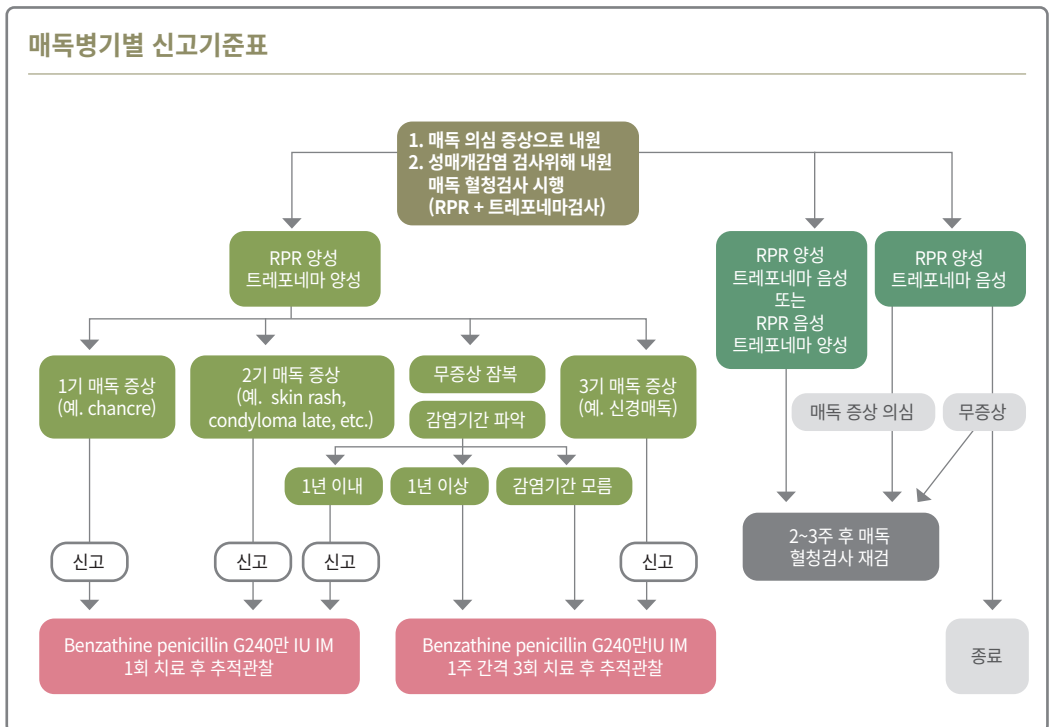 매독병기별 신고기준표
1. 매독 의심 증상으로 내원
2. 성매개감염 검사위해 내원
매독 혈청검사 시행
(RPR + 트레포네마검사)
RPR 양성
트레포네마 양성
RPR 양성
트레포네마 음성
또는
RPR 음성
트레포네마 양성
RPR 양성
트레포네마 음성
1기 매독 증상
(예. chancre)
2기 매독 증상
(예. skin rash,
condyloma late, etc.)
무증상 잠복
감염기간 파악
3기 매독 증상
(예. 신경매독)
매독 증상 의심
무증상
1년 이내
1년 이상
감염기간 모름
2~3주 후 매독
혈청검사 재검
신고
신고
신고
신고
Benzathine penicillin G240만 IU IM
1회 치료 후 추적관찰
Benzathine penicillin G240만IU IM
1주 간격 3회 치료 후 추적관찰
종료